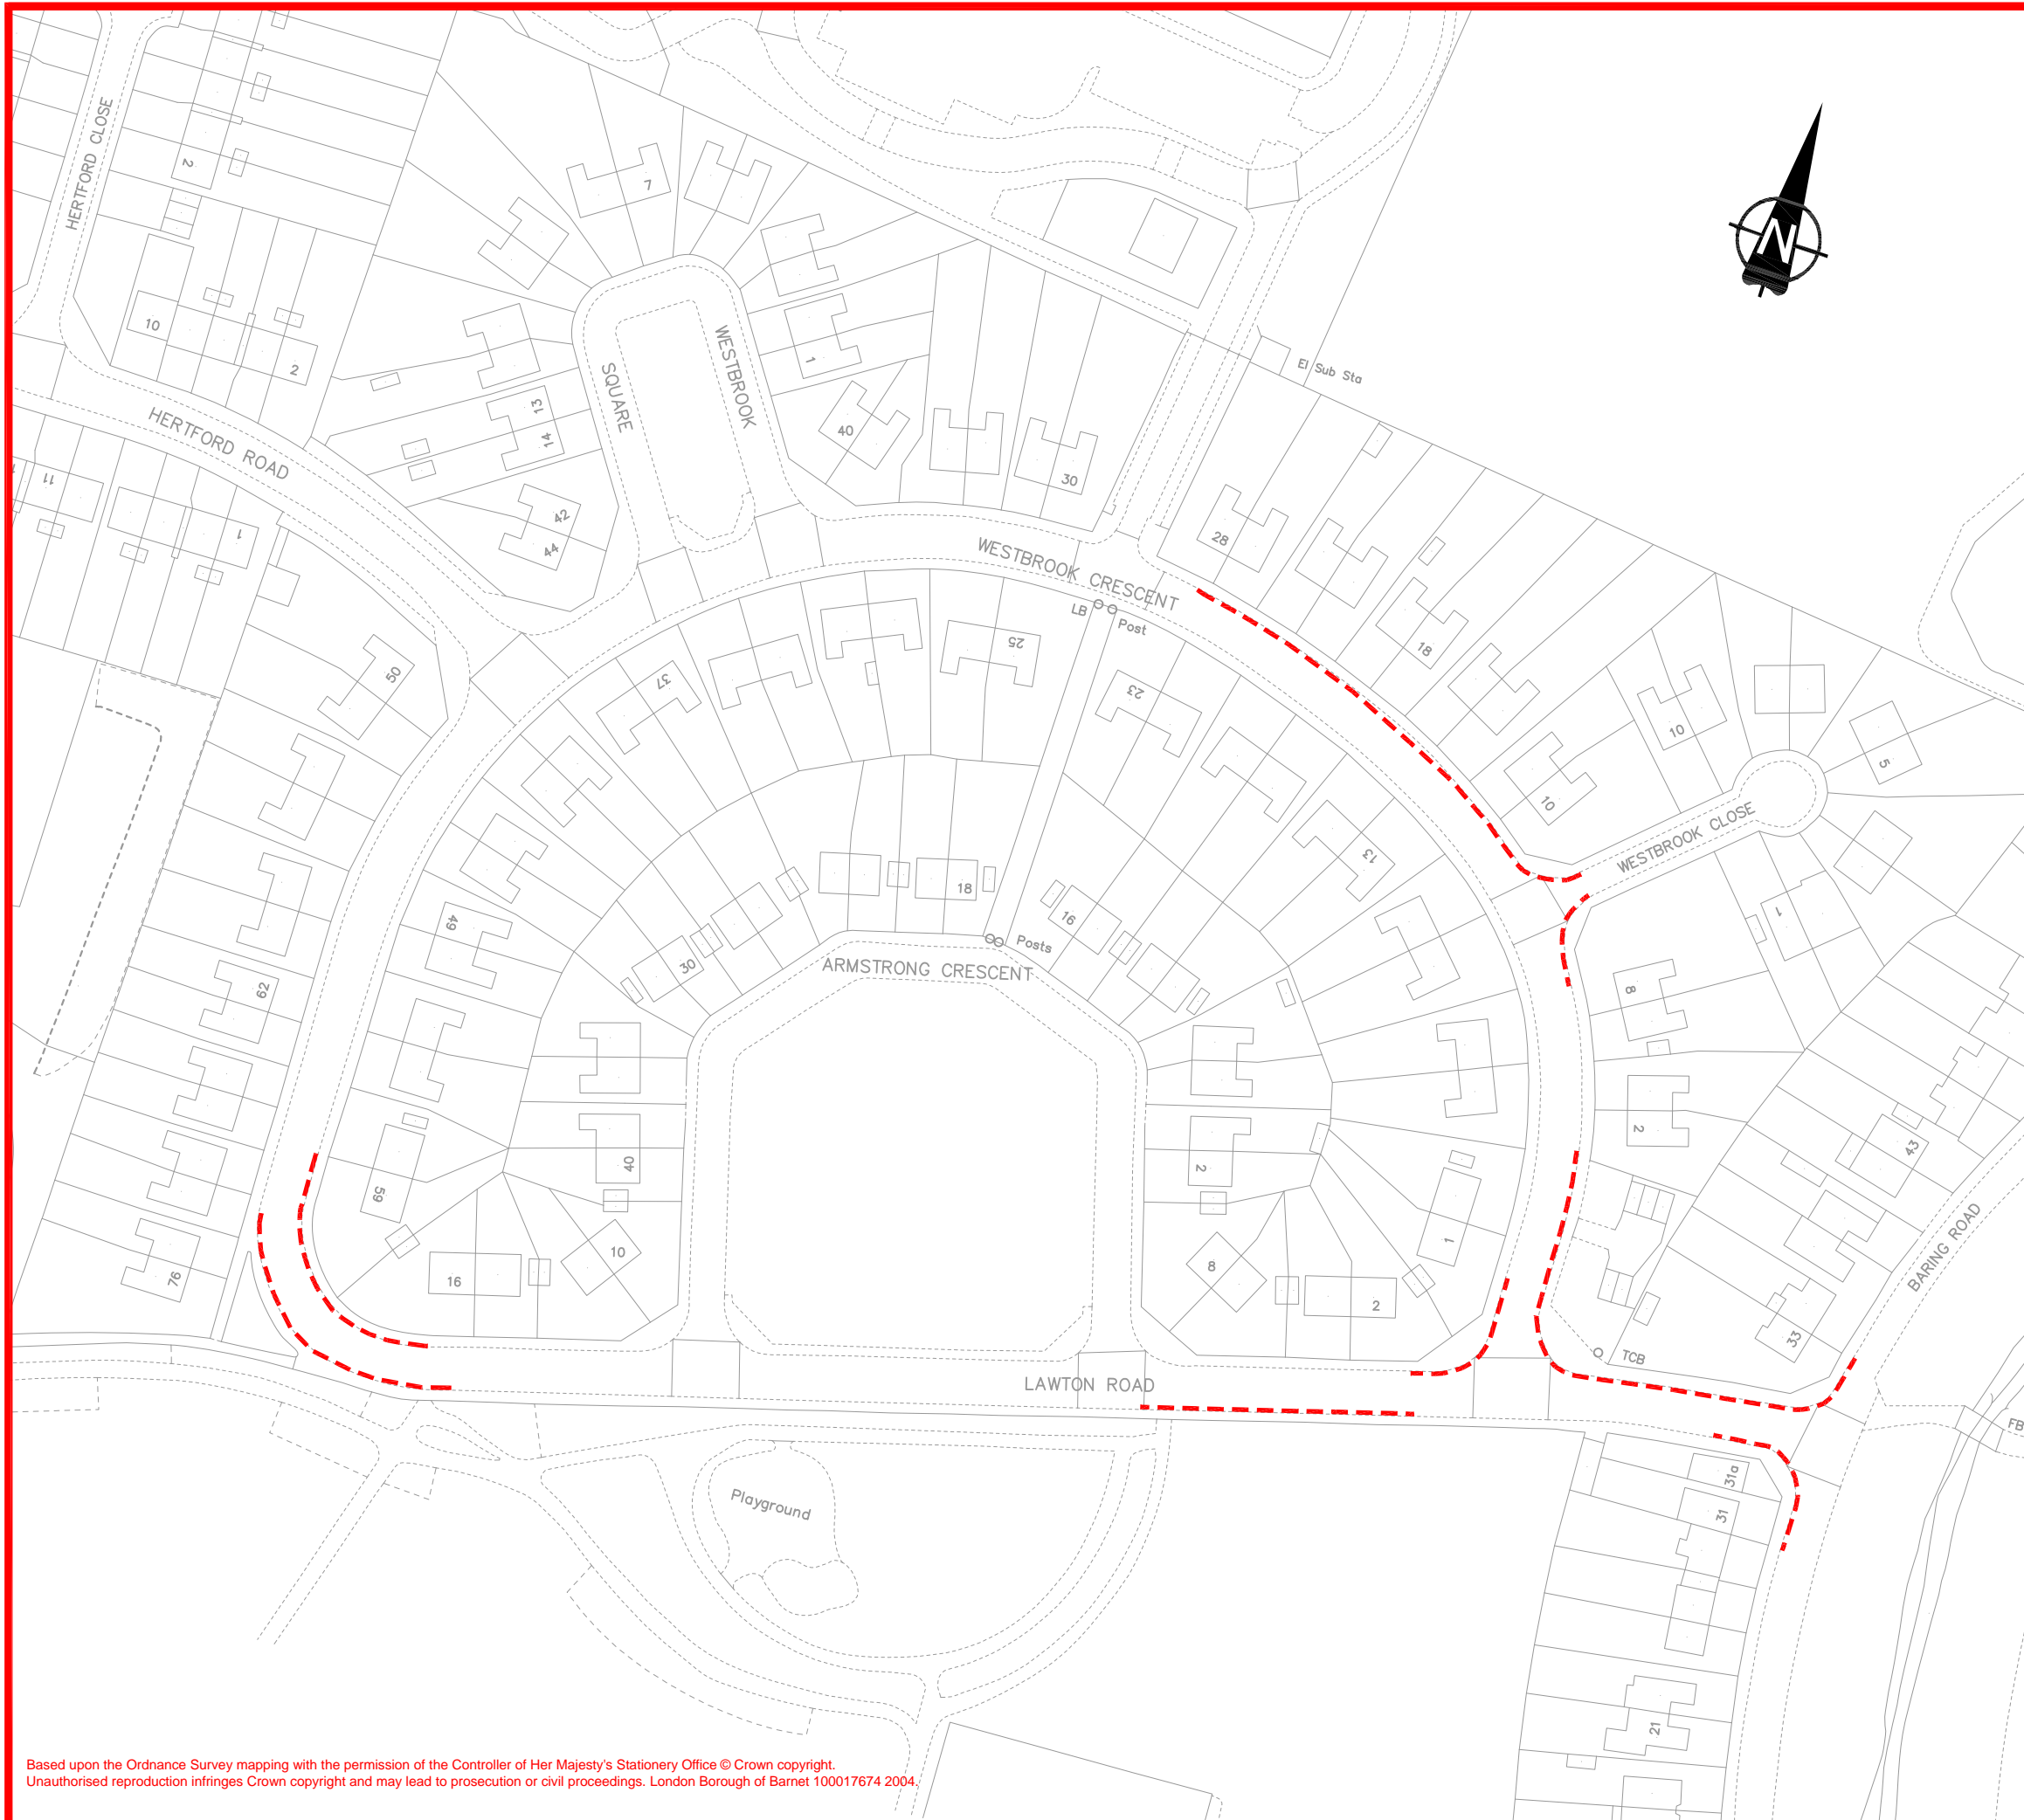 HERTFORD CLOSE
2
7
N
10
2
1
El Sub Sta
WESTBROOK
SQUARE
13
14
40
30
HERTFORD ROAD
11
1
42
44
28
WESTBROOK CRESCENT
LB
Post
18
50
37
25
23
10
10
5
WESTBROOK CLOSE
13
1
18
16
49
30
Posts
ARMSTRONG CRESCENT
62
8
40
2
2
43
59
1
BARING ROAD
76
16
10
8
2
33
TCB
LAWTON ROAD
FB
31a
31
Playground
21
Based upon the Ordnance Survey mapping with the permission of the Controller of Her Majesty's Stationery Office © Crown copyright.
Unauthorised reproduction infringes Crown copyright and may lead to prosecution or civil proceedings. London Borough of Barnet 100017674 2004.